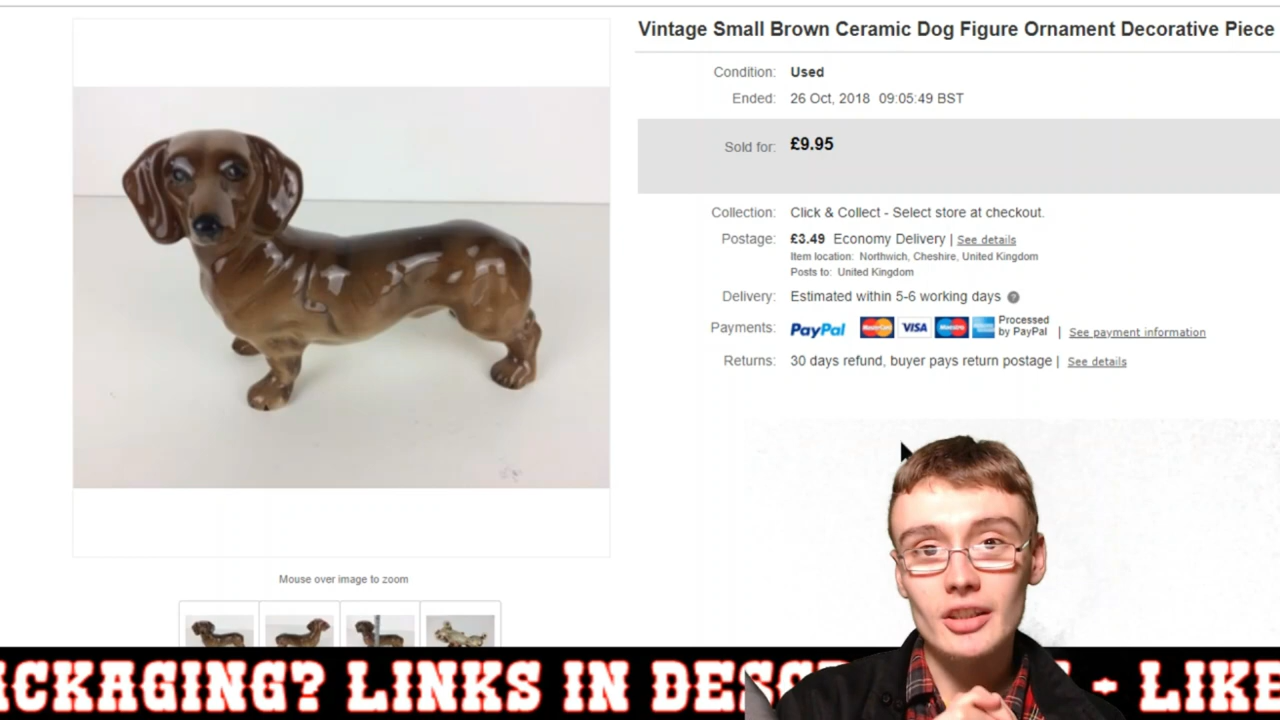 Vintage Small Brown Ceramic Dog Figure Ornament Decorative Piece
Condition: Used
Ended: 26 Oct, 2018 09:05:49 BST
Sold for: £9.95
Collection: Click & Collect - Select store at checkout.
Postage: £3.49 Economy Delivery | See details
Item location: Northwich, Cheshire, United Kingdom
Posts to: United Kingdom
Delivery: Estimated within 5-6 working days ?
Payments: PayPal MasterCard VISA Maestro Processed by PayPal | See payment information
Returns: 30 days refund, buyer pays return postage | See details
Mouse over image to zoom
ACKAGING? LINKS IN DESC - LIKE